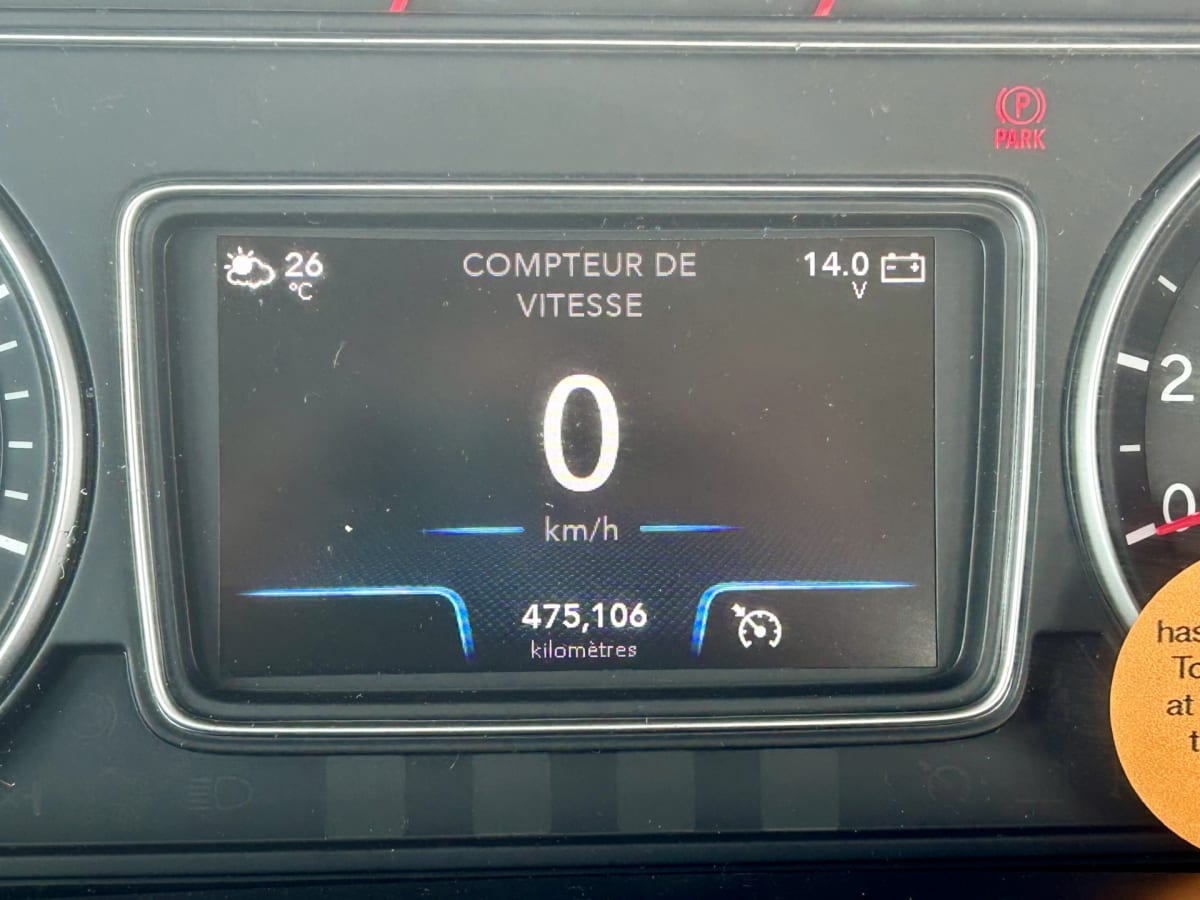 PARK
26
°C
COMPTEUR DE
VITESSE
14.0
V
0
km/h
475,106
kilomètres
2
0
has
To
at
t